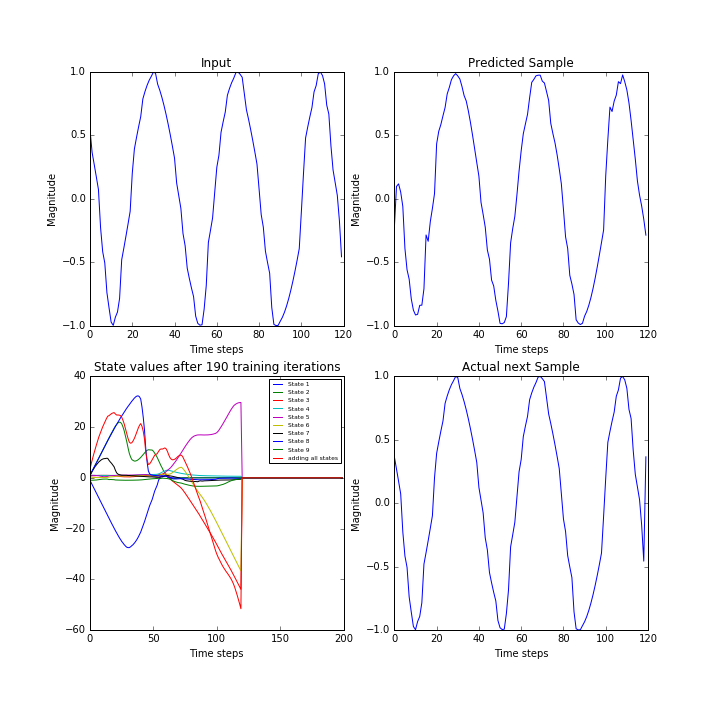 Input
Magnitude
1.0
0.5
0.0
−0.5
−1.0
0 20 40 60 80 100 120
Time steps
Predicted Sample
Magnitude
1.0
0.5
0.0
−0.5
−1.0
0 20 40 60 80 100 120
Time steps
State values after 190 training iterations
Magnitude
40
20
0
−20
−40
−60
0 50 100 150 200
Time steps
State 1
State 2
State 3
State 4
State 5
State 6
State 7
State 8
State 9
adding all states
Actual next Sample
Magnitude
1.0
0.5
0.0
−0.5
−1.0
0 20 40 60 80 100 120
Time steps